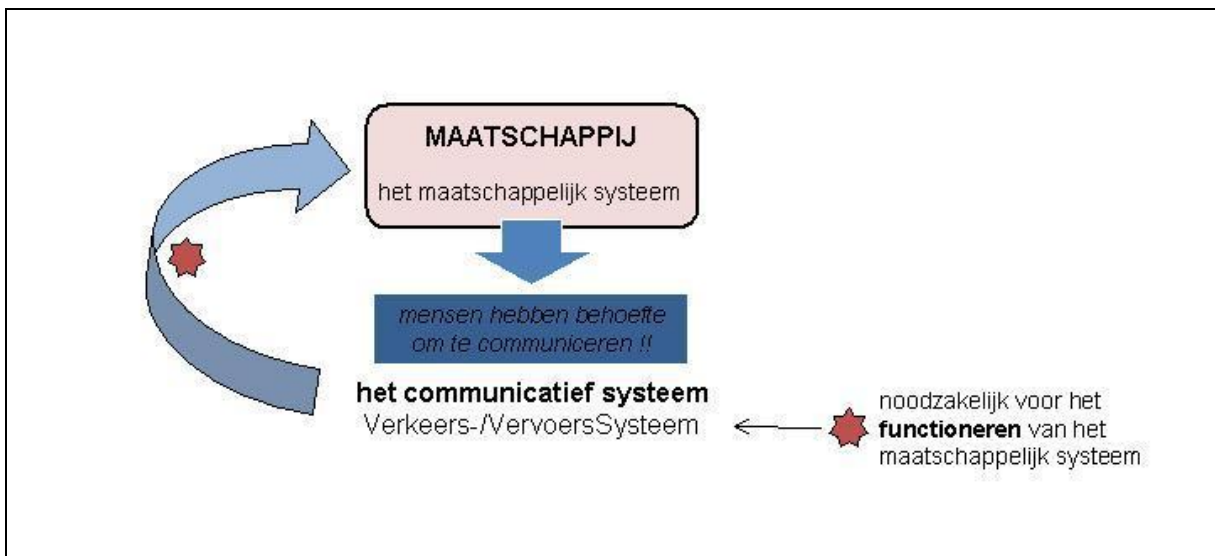 MAATSCHAPPIJ
het maatschappelijk systeem
mensen hebben behoefte
om te communiceren !!
het communicatief systeem
Verkeers-/VervoersSysteem
noodzakelijk voor het
functioneren van het
maatschappelijk systeem